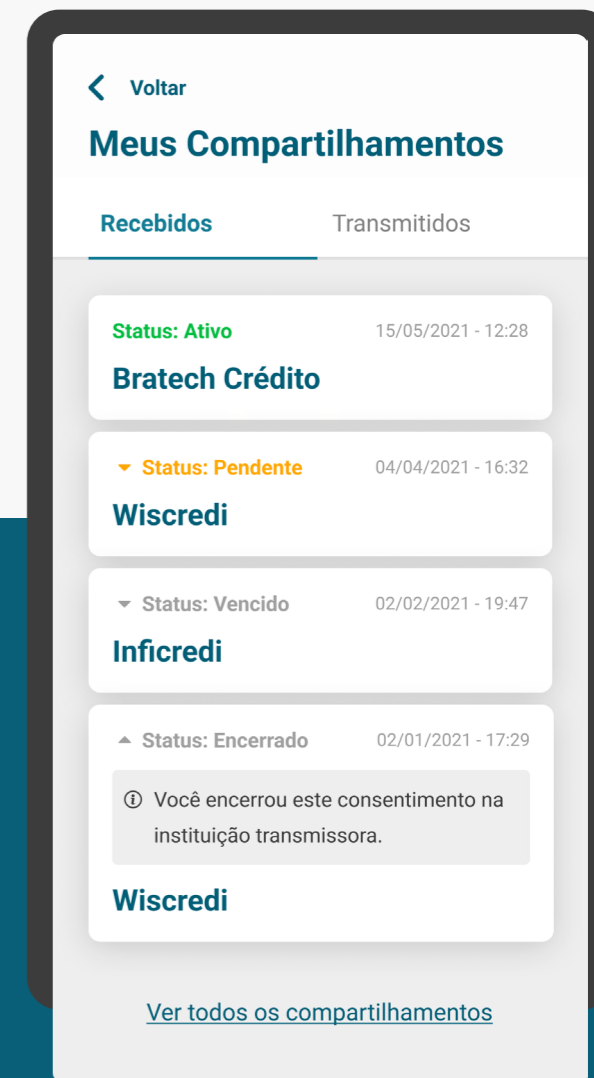 Voltar
Meus Compartilhamentos
Recebidos
Transmitidos
Status: Ativo
15/05/2021 - 12:28
Bratech Crédito
Status: Pendente
04/04/2021 - 16:32
Wiscredi
Status: Vencido
02/02/2021 - 19:47
Inficredi
Status: Encerrado
02/01/2021 - 17:29
Você encerrou este consentimento na
instituição transmissora.
Wiscredi
Ver todos os compartilhamentos